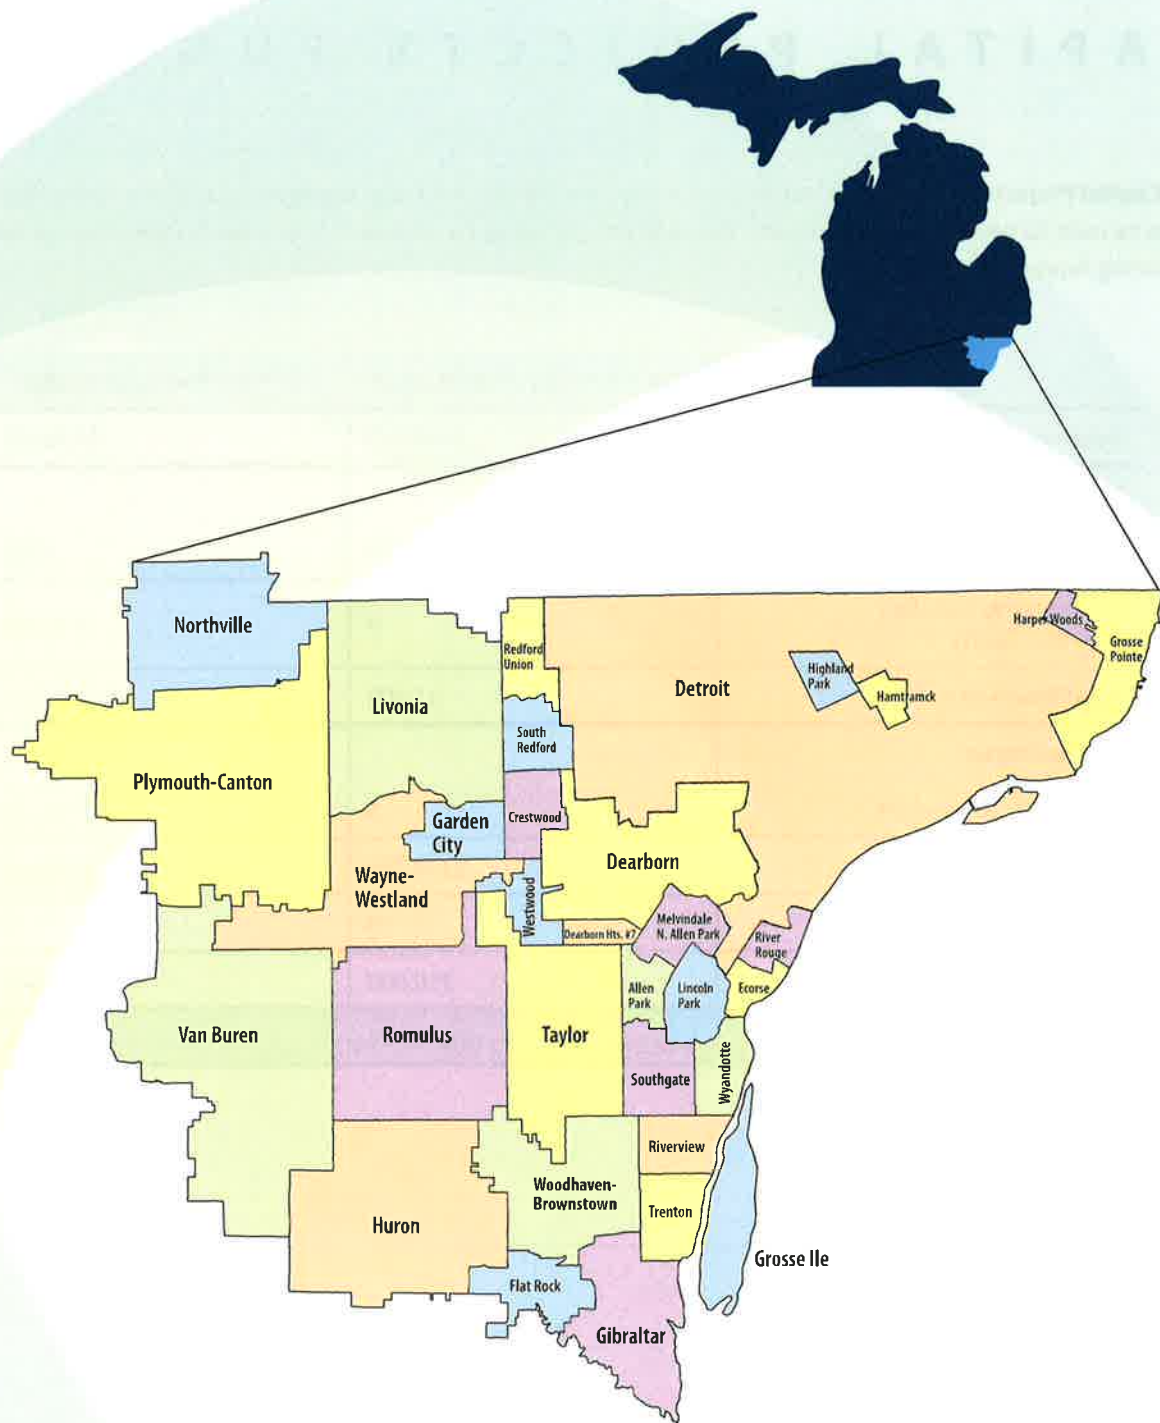 Northville
Redford
Union
Harper Woods
Grosse
Pointe
Highland
Park
Hamtramck
Detroit
Livonia
South
Redford
Plymouth-Canton
Crestwood
Garden
City
Dearborn
Wayne-
Westland
Westwood
Dearborn Hts. #7
Melvindale
N. Allen Park
River
Rouge
Allen
Park
Lincoln
Park
Ecorse
Van Buren
Romulus
Taylor
Southgate
Wyandotte
Riverview
Woodhaven-
Brownstown
Trenton
Huron
Grosse Ile
Flat Rock
Gibraltar